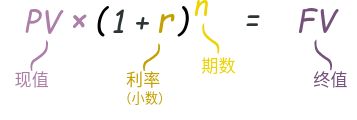 PV × (1 + r)ⁿ = FV
期数
现值 利率 终值
(小数)